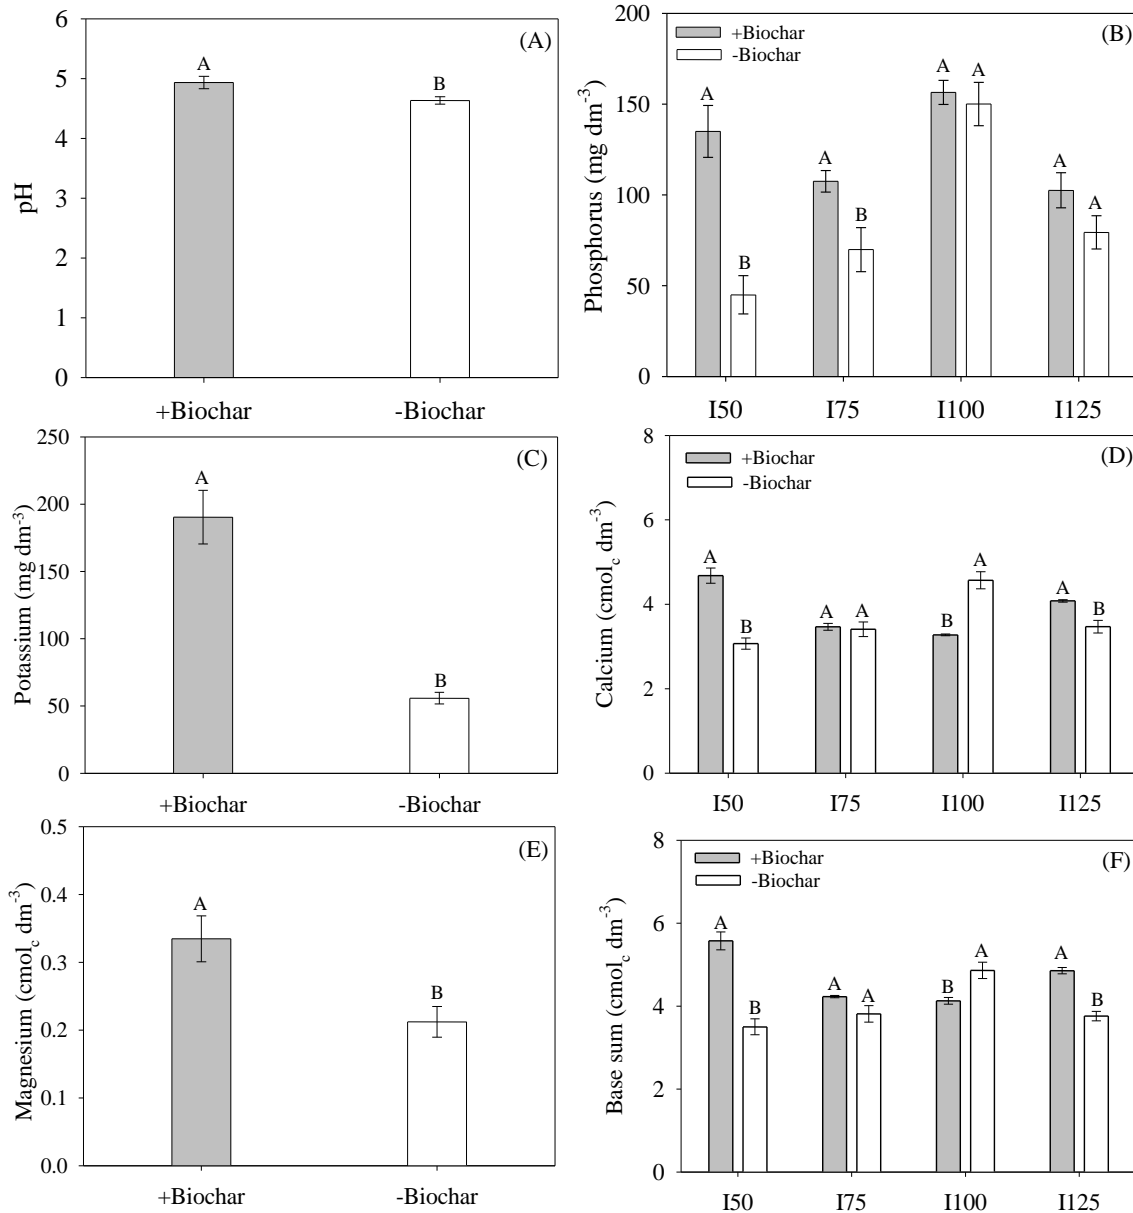 (A)
pH
6
5
4
3
2
1
0
A
B
+Biochar
-Biochar
(B)
Phosphorus (mg dm-3)
200
150
100
50
0
+Biochar
-Biochar
A
B
A
B
A
A
A
A
I50
I75
I100
I125
(C)
Potassium (mg dm-3)
250
200
150
100
50
0
A
B
+Biochar
-Biochar
(D)
Calcium (cmolc dm-3)
8
6
4
2
0
+Biochar
-Biochar
A
B
A
A
B
A
A
B
I50
I75
I100
I125
(E)
Magnesium (cmolc dm-3)
0.5
0.4
0.3
0.2
0.1
0.0
A
B
+Biochar
-Biochar
(F)
Base sum (cmolc dm-3)
8
6
4
2
0
+Biochar
-Biochar
A
B
A
A
B
A
A
B
I50
I75
I100
I125